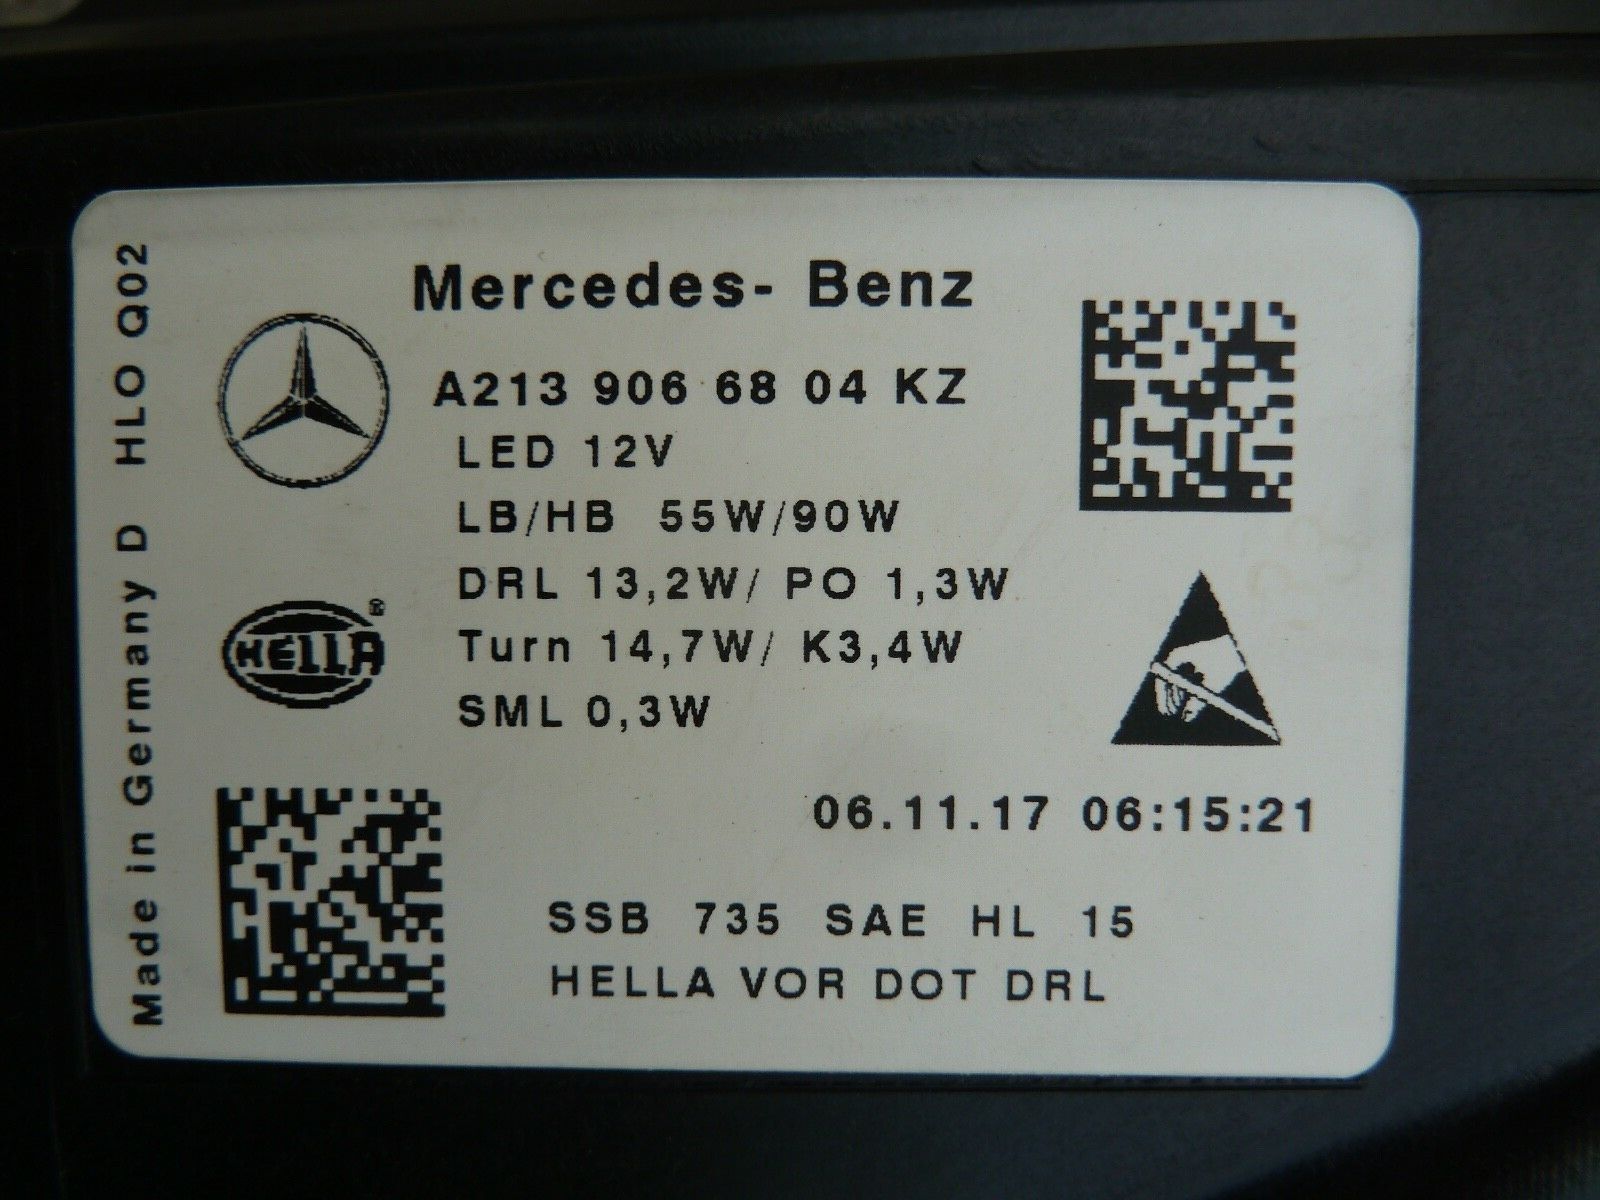 Mercedes- Benz
A213 906 68 04 KZ
LED 12V
LB/HB 55W/90W
DRL 13,2W/ PO 1,3W
Turn 14,7W/ K3,4W
SML 0,3W
HELLA®
06.11.17 06:15:21
SSB 735 SAE HL 15
HELLA VOR DOT DRL
Made in Germany D HLO Q02